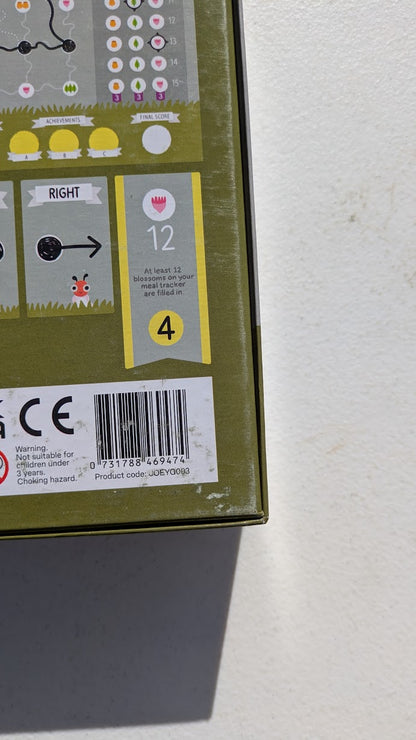 12
13
14
15
3 3 3
ACHIEVEMENTS
FINAL SCORE
A B C
RIGHT
12
At least 12
blossoms on your
meal tracker
are filled in
4
CE
Warning.
Not suitable for
children under
3 years.
Choking hazard.
0 731788 469474
Product code: JOEYG003